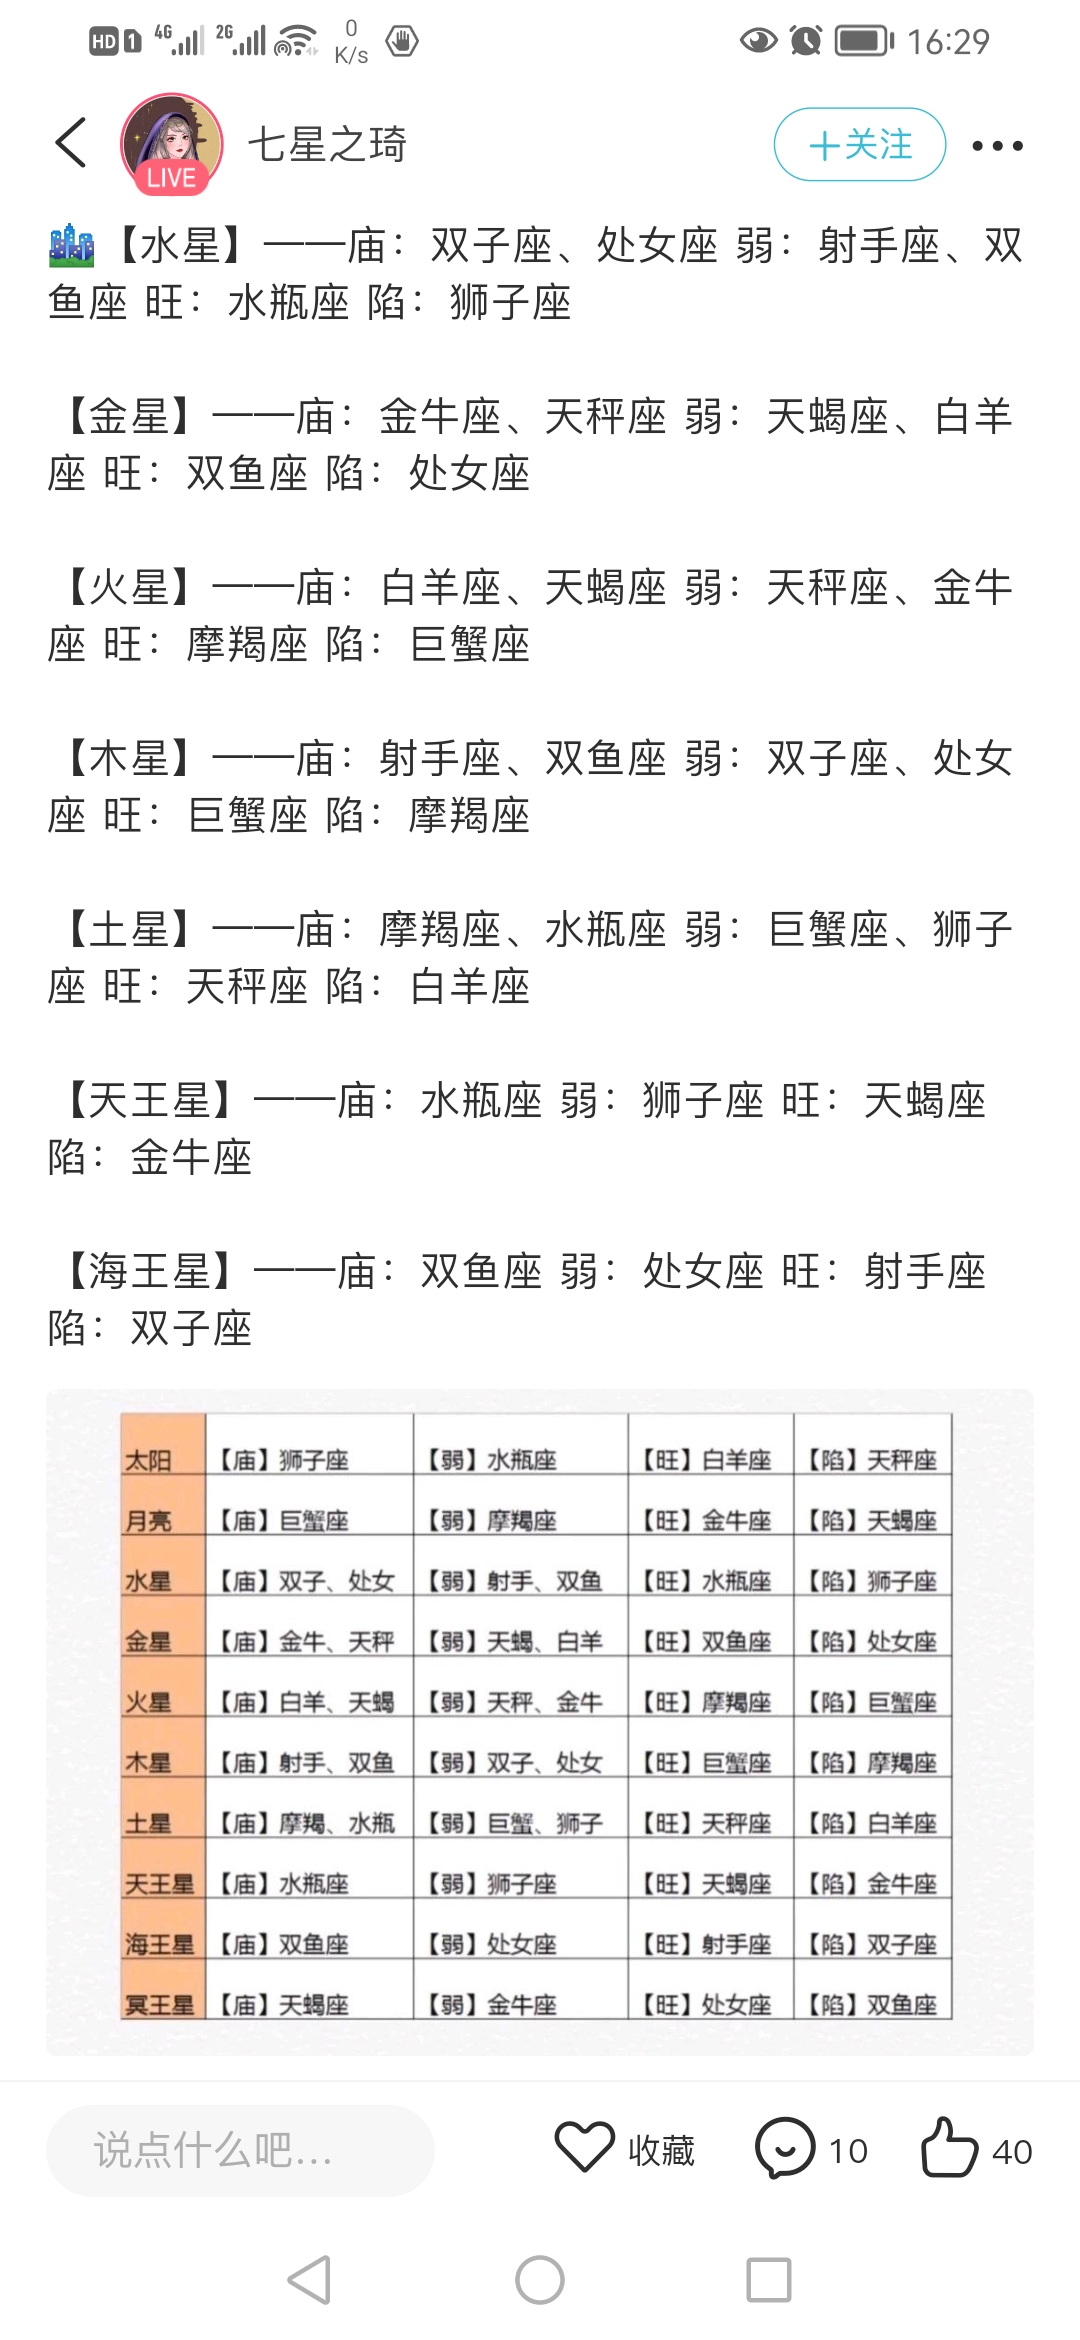 HD 1 4G 2G 0 K/s 16:29
七星之琦
LIVE
+关注
【水星】——庙：双子座、处女座 弱：射手座、双
鱼座 旺：水瓶座 陷：狮子座
【金星】——庙：金牛座、天秤座 弱：天蝎座、白羊
座 旺：双鱼座 陷：处女座
【火星】——庙：白羊座、天蝎座 弱：天秤座、金牛
座 旺：摩羯座 陷：巨蟹座
【木星】——庙：射手座、双鱼座 弱：双子座、处女
座 旺：巨蟹座 陷：摩羯座
【土星】——庙：摩羯座、水瓶座 弱：巨蟹座、狮子
座 旺：天秤座 陷：白羊座
【天王星】——庙：水瓶座 弱：狮子座 旺：天蝎座
陷：金牛座
【海王星】——庙：双鱼座 弱：处女座 旺：射手座
陷：双子座
太阳 【庙】狮子座 【弱】水瓶座 【旺】白羊座 【陷】天秤座
月亮 【庙】巨蟹座 【弱】摩羯座 【旺】金牛座 【陷】天蝎座
水星 【庙】双子、处女 【弱】射手、双鱼 【旺】水瓶座 【陷】狮子座
金星 【庙】金牛、天秤 【弱】天蝎、白羊 【旺】双鱼座 【陷】处女座
火星 【庙】白羊、天蝎 【弱】天秤、金牛 【旺】摩羯座 【陷】巨蟹座
木星 【庙】射手、双鱼 【弱】双子、处女 【旺】巨蟹座 【陷】摩羯座
土星 【庙】摩羯、水瓶 【弱】巨蟹、狮子 【旺】天秤座 【陷】白羊座
天王星 【庙】水瓶座 【弱】狮子座 【旺】天蝎座 【陷】金牛座
海王星 【庙】双鱼座 【弱】处女座 【旺】射手座 【陷】双子座
冥王星 【庙】天蝎座 【弱】金牛座 【旺】处女座 【陷】双鱼座
说点什么吧... 收藏 10 40